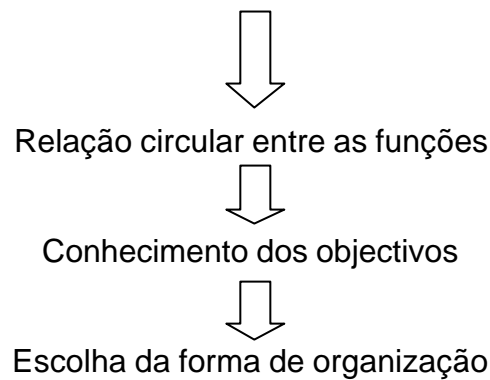 Relação circular entre as funções
Conhecimento dos objectivos
Escolha da forma de organização